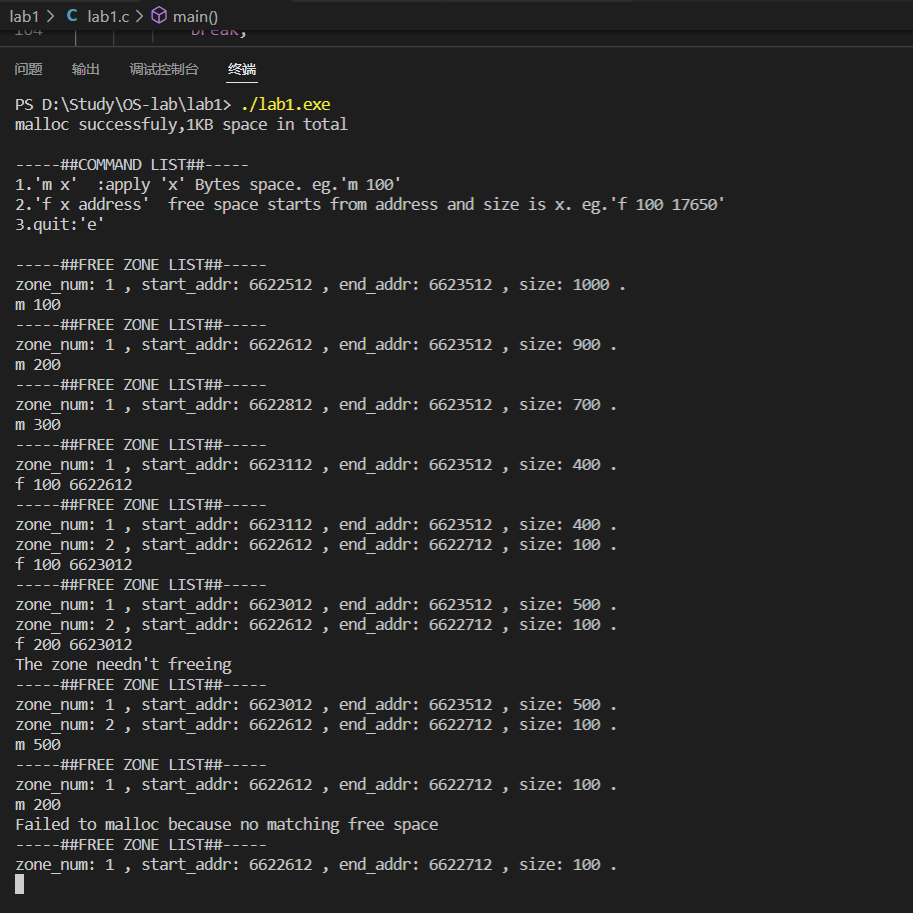 lab1 > C lab1.c > main()
104 break;
问题 输出 调试控制台 终端
PS D:\Study\OS-lab\lab1> ./lab1.exe
malloc successfuly,1KB space in total
-----##COMMAND LIST##-----
1.'m x'  :apply 'x' Bytes space. eg.'m 100'
2.'f x address'  free space starts from address and size is x. eg.'f 100 17650'
3.quit:'e'
-----##FREE ZONE LIST##-----
zone_num: 1 , start_addr: 6622512 , end_addr: 6623512 , size: 1000 .
m 100
-----##FREE ZONE LIST##-----
zone_num: 1 , start_addr: 6622612 , end_addr: 6623512 , size: 900 .
m 200
-----##FREE ZONE LIST##-----
zone_num: 1 , start_addr: 6622812 , end_addr: 6623512 , size: 700 .
m 300
-----##FREE ZONE LIST##-----
zone_num: 1 , start_addr: 6623112 , end_addr: 6623512 , size: 400 .
f 100 6622612
-----##FREE ZONE LIST##-----
zone_num: 1 , start_addr: 6623112 , end_addr: 6623512 , size: 400 .
zone_num: 2 , start_addr: 6622612 , end_addr: 6622712 , size: 100 .
f 100 6623012
-----##FREE ZONE LIST##-----
zone_num: 1 , start_addr: 6623012 , end_addr: 6623512 , size: 500 .
zone_num: 2 , start_addr: 6622612 , end_addr: 6622712 , size: 100 .
f 200 6623012
The zone needn't freeing
-----##FREE ZONE LIST##-----
zone_num: 1 , start_addr: 6623012 , end_addr: 6623512 , size: 500 .
zone_num: 2 , start_addr: 6622612 , end_addr: 6622712 , size: 100 .
m 500
-----##FREE ZONE LIST##-----
zone_num: 1 , start_addr: 6622612 , end_addr: 6622712 , size: 100 .
m 200
Failed to malloc because no matching free space
-----##FREE ZONE LIST##-----
zone_num: 1 , start_addr: 6622612 , end_addr: 6622712 , size: 100 .